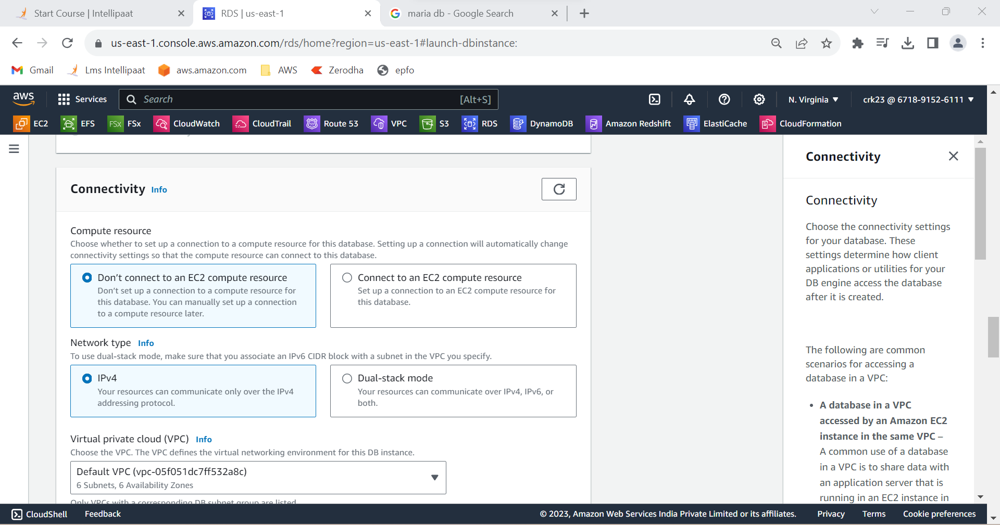 Start Course | Intellipaat
RDS | us-east-1
maria db - Google Search
us-east-1.console.aws.amazon.com/rds/home?region=us-east-1#launch-dbinstance:
Gmail
Lms Intellipaat
aws.amazon.com
AWS
Zerodha
epfo
aws
Services
Search
[Alt+S]
N. Virginia
crk23 @ 6718-9152-6111
EC2
EFS
FSx
FSx
CloudWatch
CloudTrail
53
Route 53
VPC
S3
RDS
DynamoDB
Amazon Redshift
ElastiCache
CloudFormation
Connectivity Info
Compute resource
Choose whether to set up a connection to a compute resource for this database. Setting up a connection will automatically change
connectivity settings so that the compute resource can connect to this database.
Don't connect to an EC2 compute resource
Don't set up a connection to a compute resource for
this database. You can manually set up a connection
to a compute resource later.
Connect to an EC2 compute resource
Set up a connection to an EC2 compute resource for
this database.
Network type Info
To use dual-stack mode, make sure that you associate an IPv6 CIDR block with a subnet in the VPC you specify.
IPv4
Your resources can communicate only over the IPv4
addressing protocol.
Dual-stack mode
Your resources can communicate over IPv4, IPv6, or
both.
Virtual private cloud (VPC) Info
Choose the VPC. The VPC defines the virtual networking environment for this DB instance.
Default VPC (vpc-05f051dc7ff532a8c)
6 Subnets, 6 Availability Zones
Only VPCs with a corresponding DB subnet group are listed.
Connectivity
Connectivity
Choose the connectivity settings
for your database. These
settings determine how client
applications or utilities for your
DB engine access the database
after it is created.
The following are common
scenarios for accessing a
database in a VPC:
• A database in a VPC
accessed by an Amazon EC2
instance in the same VPC –
A common use of a database
in a VPC is to share data with
an application server that is
running in an EC2 instance in
CloudShell
Feedback
© 2023, Amazon Web Services India Private Limited or its affiliates.
Privacy
Terms
Cookie preferences